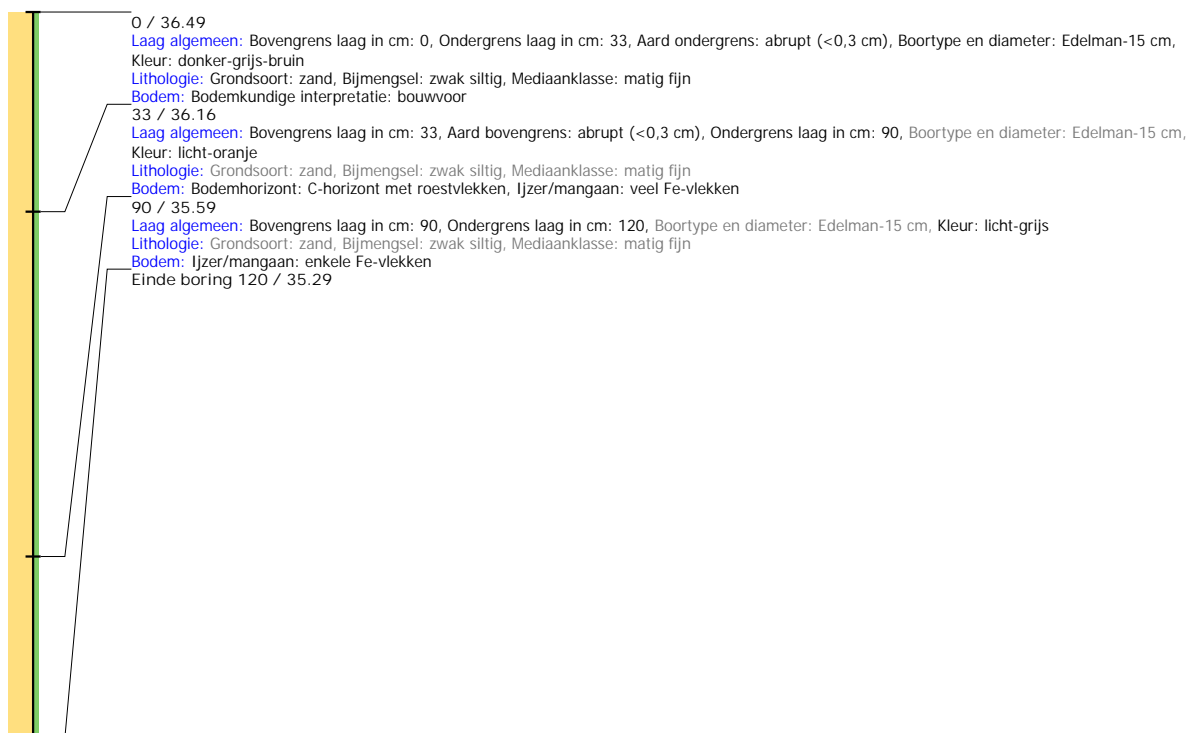 0 / 36.49
Laag algemeen: Bovengrens laag in cm: 0, Ondergrens laag in cm: 33, Aard ondergrens: abrupt (<0,3 cm), Boortype en diameter: Edelman-15 cm,
Kleur: donker-grijs-bruin
Lithologie: Grondsoort: zand, Bijmengsel: zwak siltig, Mediaanklasse: matig fijn
Bodem: Bodemkundige interpretatie: bouwvoor
33 / 36.16
Laag algemeen: Bovengrens laag in cm: 33, Aard bovengrens: abrupt (<0,3 cm), Ondergrens laag in cm: 90, Boortype en diameter: Edelman-15 cm,
Kleur: licht-oranje
Lithologie: Grondsoort: zand, Bijmengsel: zwak siltig, Mediaanklasse: matig fijn
Bodem: Bodemhorizont: C-horizont met roestvlekken, Ijzer/mangaan: veel Fe-vlekken
90 / 35.59
Laag algemeen: Bovengrens laag in cm: 90, Ondergrens laag in cm: 120, Boortype en diameter: Edelman-15 cm, Kleur: licht-grijs
Lithologie: Grondsoort: zand, Bijmengsel: zwak siltig, Mediaanklasse: matig fijn
Bodem: Ijzer/mangaan: enkele Fe-vlekken
Einde boring 120 / 35.29